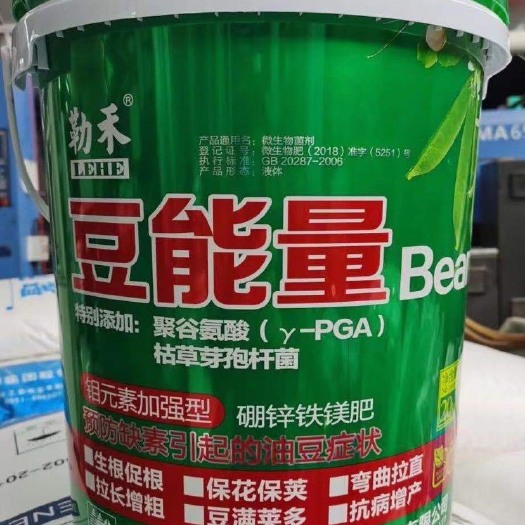 勤禾®
LEHE
产品通用名：微生物菌剂
登记证号：微生物肥（2018）准字（5251）号
执行标准：GB 20287-2006
产品形态：液体
豆能量
Bea
特别添加：聚谷氨酸（γ-PGA）
枯草芽孢杆菌
钼元素加强型 硼锌铁镁肥
预防缺素引起的油豆症状
生根促根 保花保荚 弯曲拉直
拉长增粗 豆满荚多 抗病增产
MA6